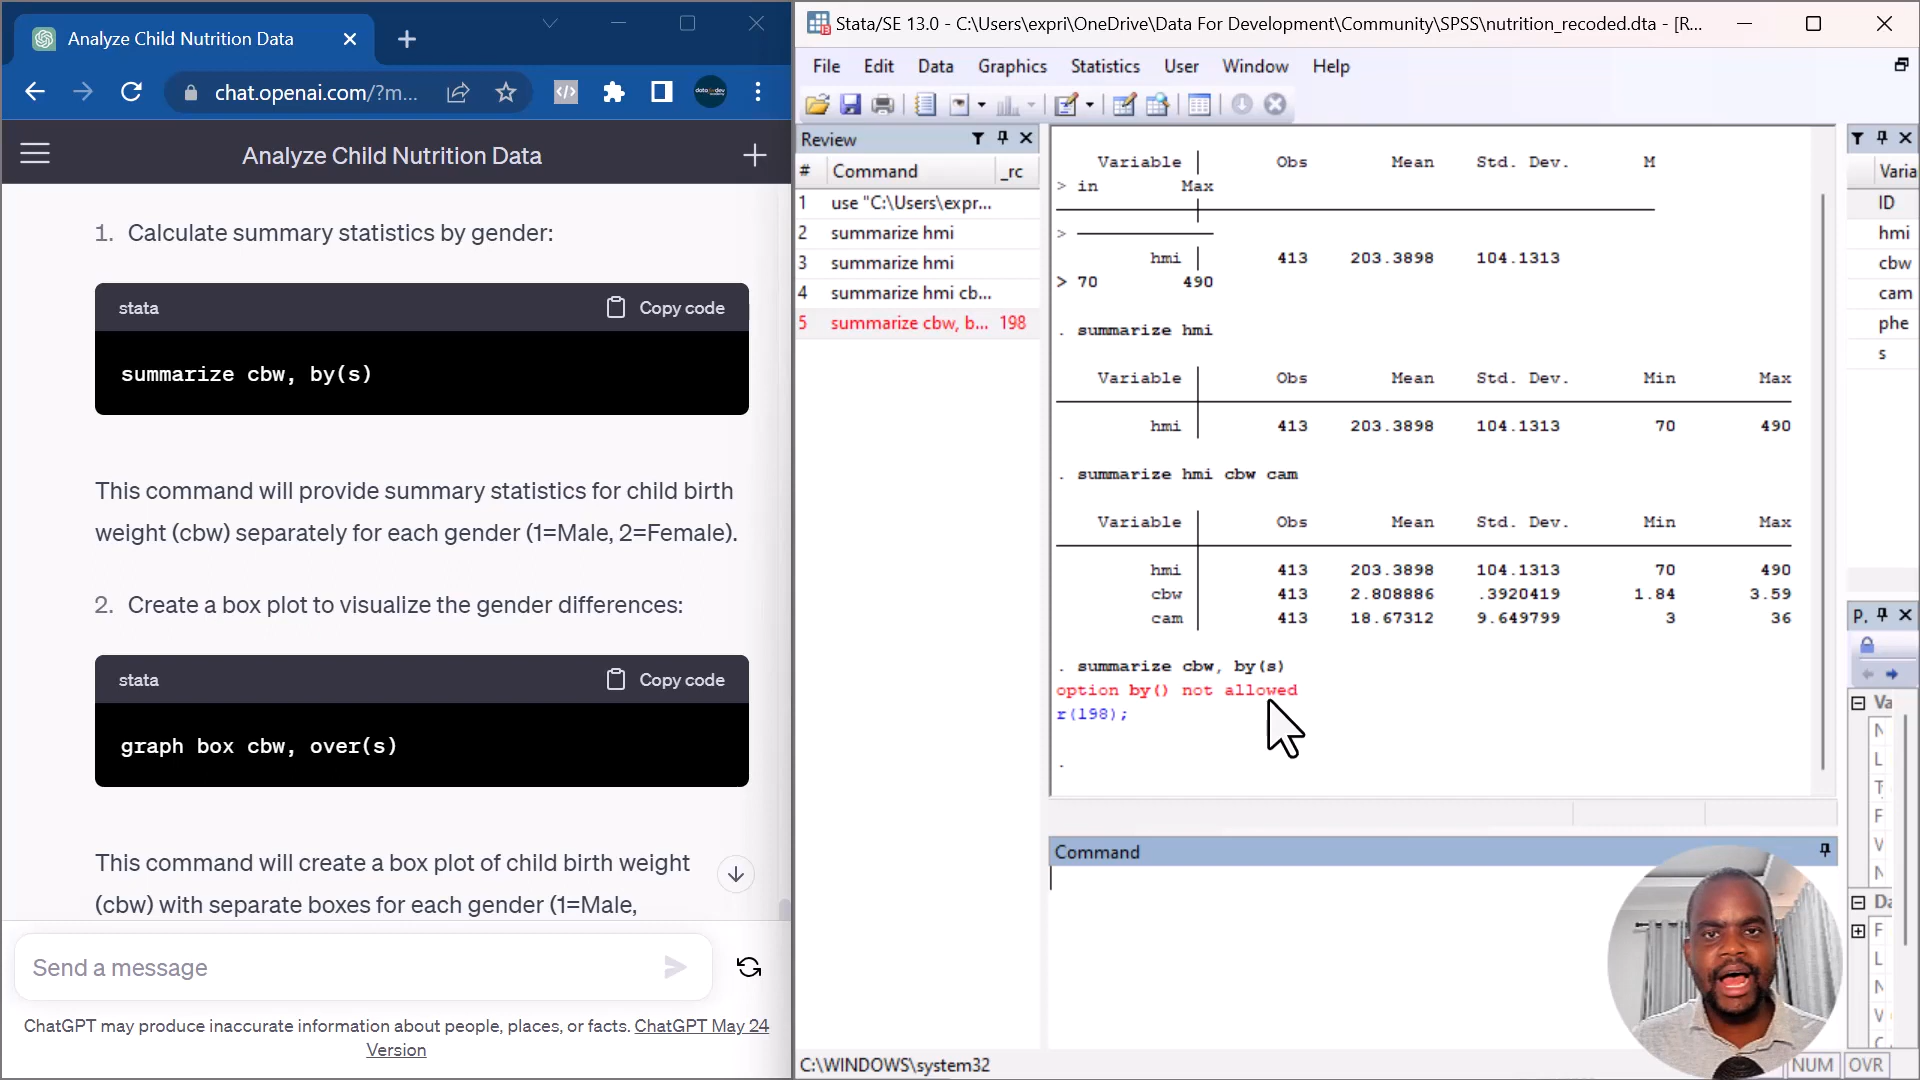 Analyze Child Nutrition Data
chat.openai.com/?m...
Analyze Child Nutrition Data
1. Calculate summary statistics by gender:
stata
Copy code
summarize cbw, by(s)
This command will provide summary statistics for child birth
weight (cbw) separately for each gender (1=Male, 2=Female).
2. Create a box plot to visualize the gender differences:
stata
Copy code
graph box cbw, over(s)
This command will create a box plot of child birth weight
(cbw) with separate boxes for each gender (1=Male,
Send a message
ChatGPT may produce inaccurate information about people, places, or facts. ChatGPT May 24
Version
Stata/SE 13.0 - C:\Users\expri\OneDrive\Data For Development\Community\SPSS\nutrition_recoded.dta - [R...
File Edit Data Graphics Statistics User Window Help
Review
# Command _rc
1 use "C:\Users\expr...
2 summarize hmi
3 summarize hmi
4 summarize hmi cb...
5 summarize cbw, b... 198
Variable Obs Mean Std. Dev. M
> in Max
>
hmi 413 203.3898 104.1313
> 70 490
. summarize hmi
Variable Obs Mean Std. Dev. Min Max
hmi 413 203.3898 104.1313 70 490
. summarize hmi cbw cam
Variable Obs Mean Std. Dev. Min Max
hmi 413 203.3898 104.1313 70 490
cbw 413 2.808886 .3920419 1.84 3.59
cam 413 18.67312 9.649799 3 36
. summarize cbw, by(s)
option by() not allowed
r(198);
.
Command
C:\WINDOWS\system32
NUM OVR
Varia
ID
hmi
cbw
cam
phe
s
P.
Va
N
L
T
F
V
N
Da
F
L
N
V